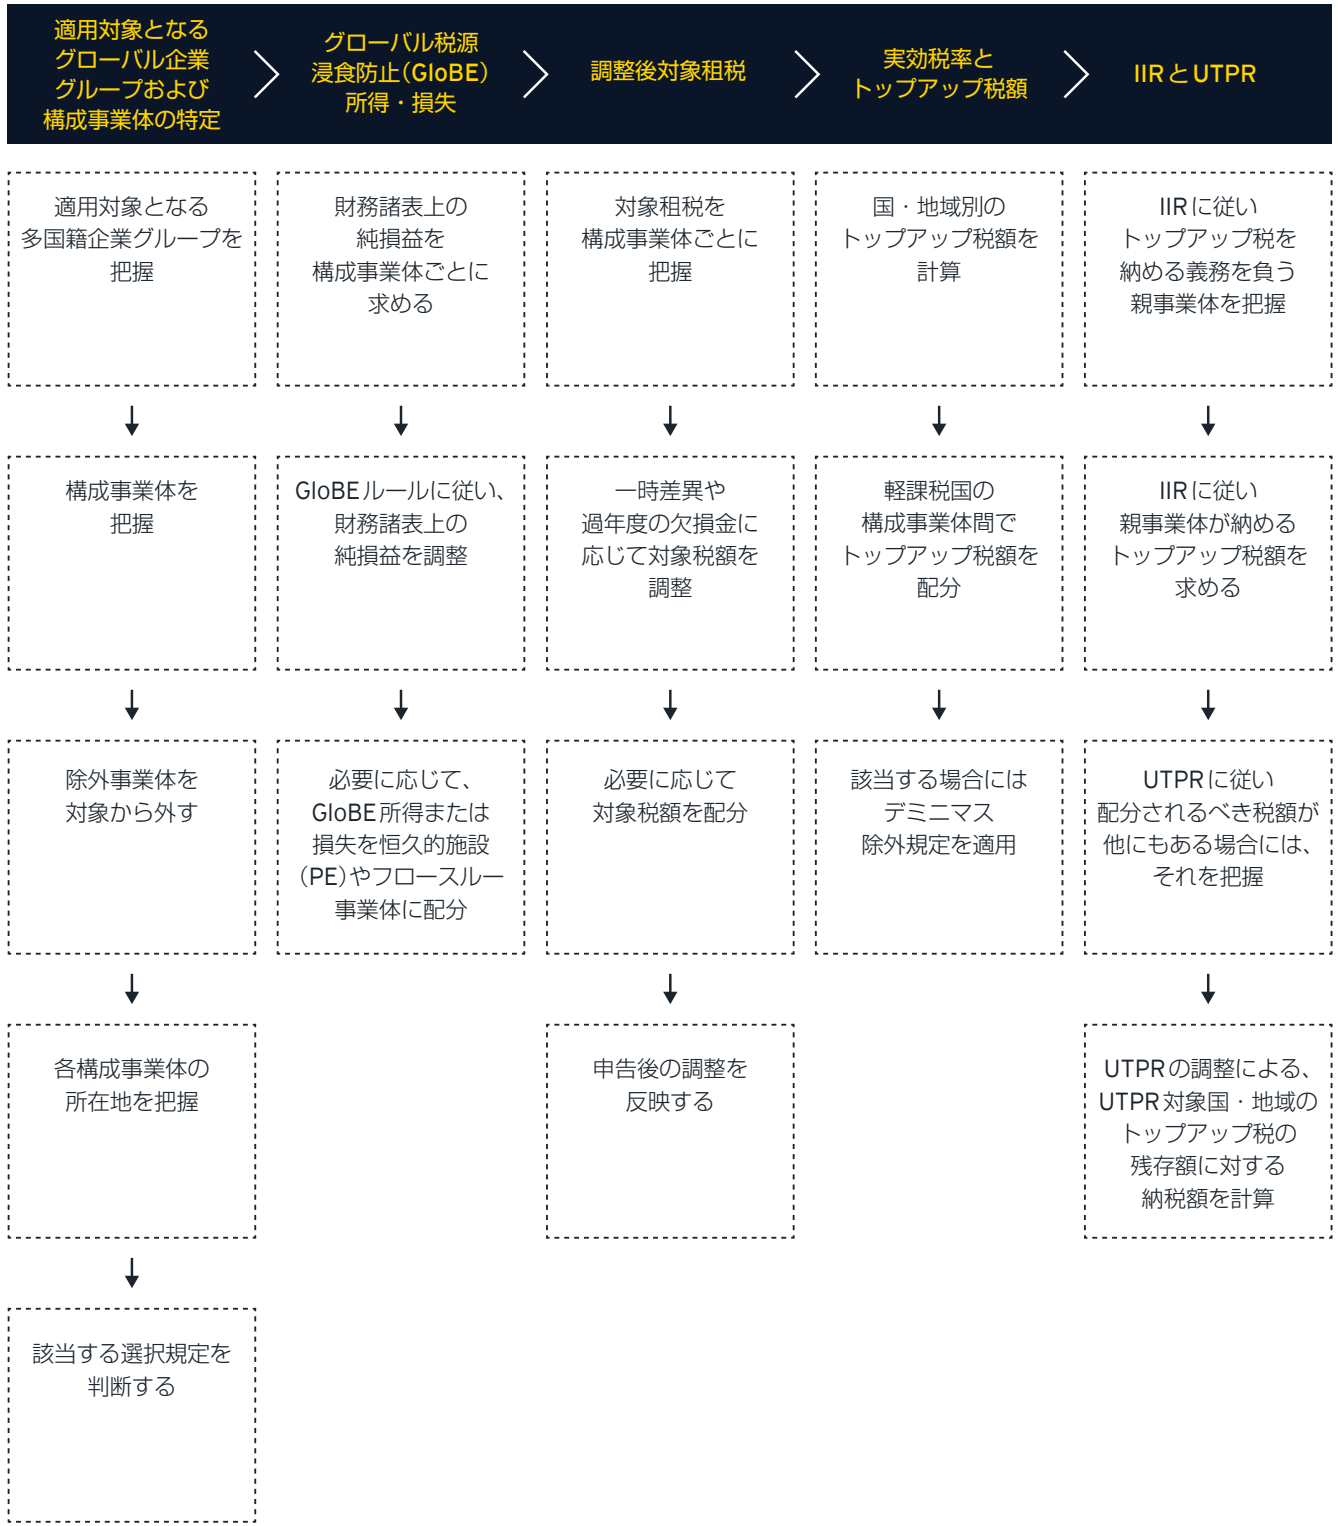 適用対象となる
グローバル企業
グループおよび
構成事業体の特定
グローバル税源
浸食防止(GloBE)
所得・損失
調整後対象租税
実効税率と
トップアップ税額
IIRとUTPR
適用対象となる
多国籍企業グループを
把握
構成事業体を
把握
除外事業体を
対象から外す
各構成事業体の
所在地を把握
該当する選択規定を
判断する
財務諸表上の
純損益を
構成事業体ごとに
求める
GloBEルールに従い、
財務諸表上の
純損益を調整
必要に応じて、
GloBE所得または
損失を恒久的施設
(PE)やフロースルー
事業体に配分
対象租税を
構成事業体ごとに
把握
一時差異や
過年度の欠損金に
応じて対象税額を
調整
必要に応じて
対象税額を配分
申告後の調整を
反映する
国・地域別の
トップアップ税額を
計算
軽課税国の
構成事業体間で
トップアップ税額を
配分
該当する場合には
デミニマス
除外規定を適用
IIRに従い
トップアップ税を
納める義務を負う
親事業体を把握
IIRに従い
親事業体が納める
トップアップ税額を
求める
UTPRに従い
配分されるべき税額が
他にもある場合には、
それを把握
UTPRの調整による、
UTPR対象国・地域の
トップアップ税の
残存額に対する
納税額を計算